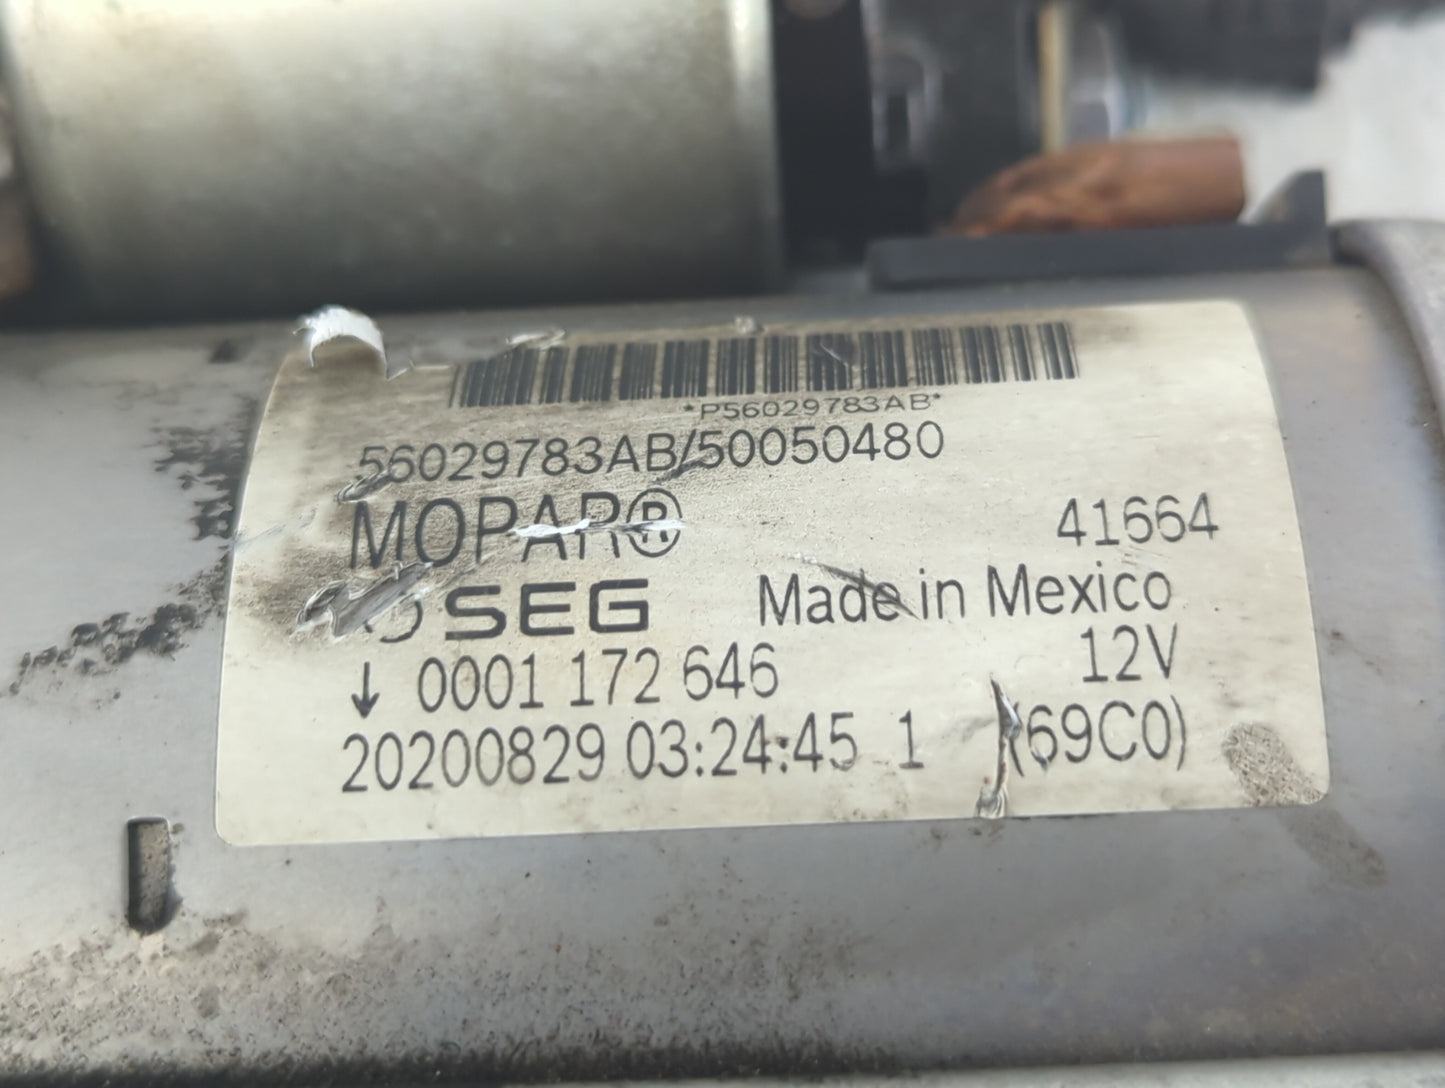 *P56029783AB*
56029783AB/50050480
MOPAR®
41664
SEG Made in Mexico
↓ 0001 172 646 12V
20200829 03:24:45 1 (69C0)